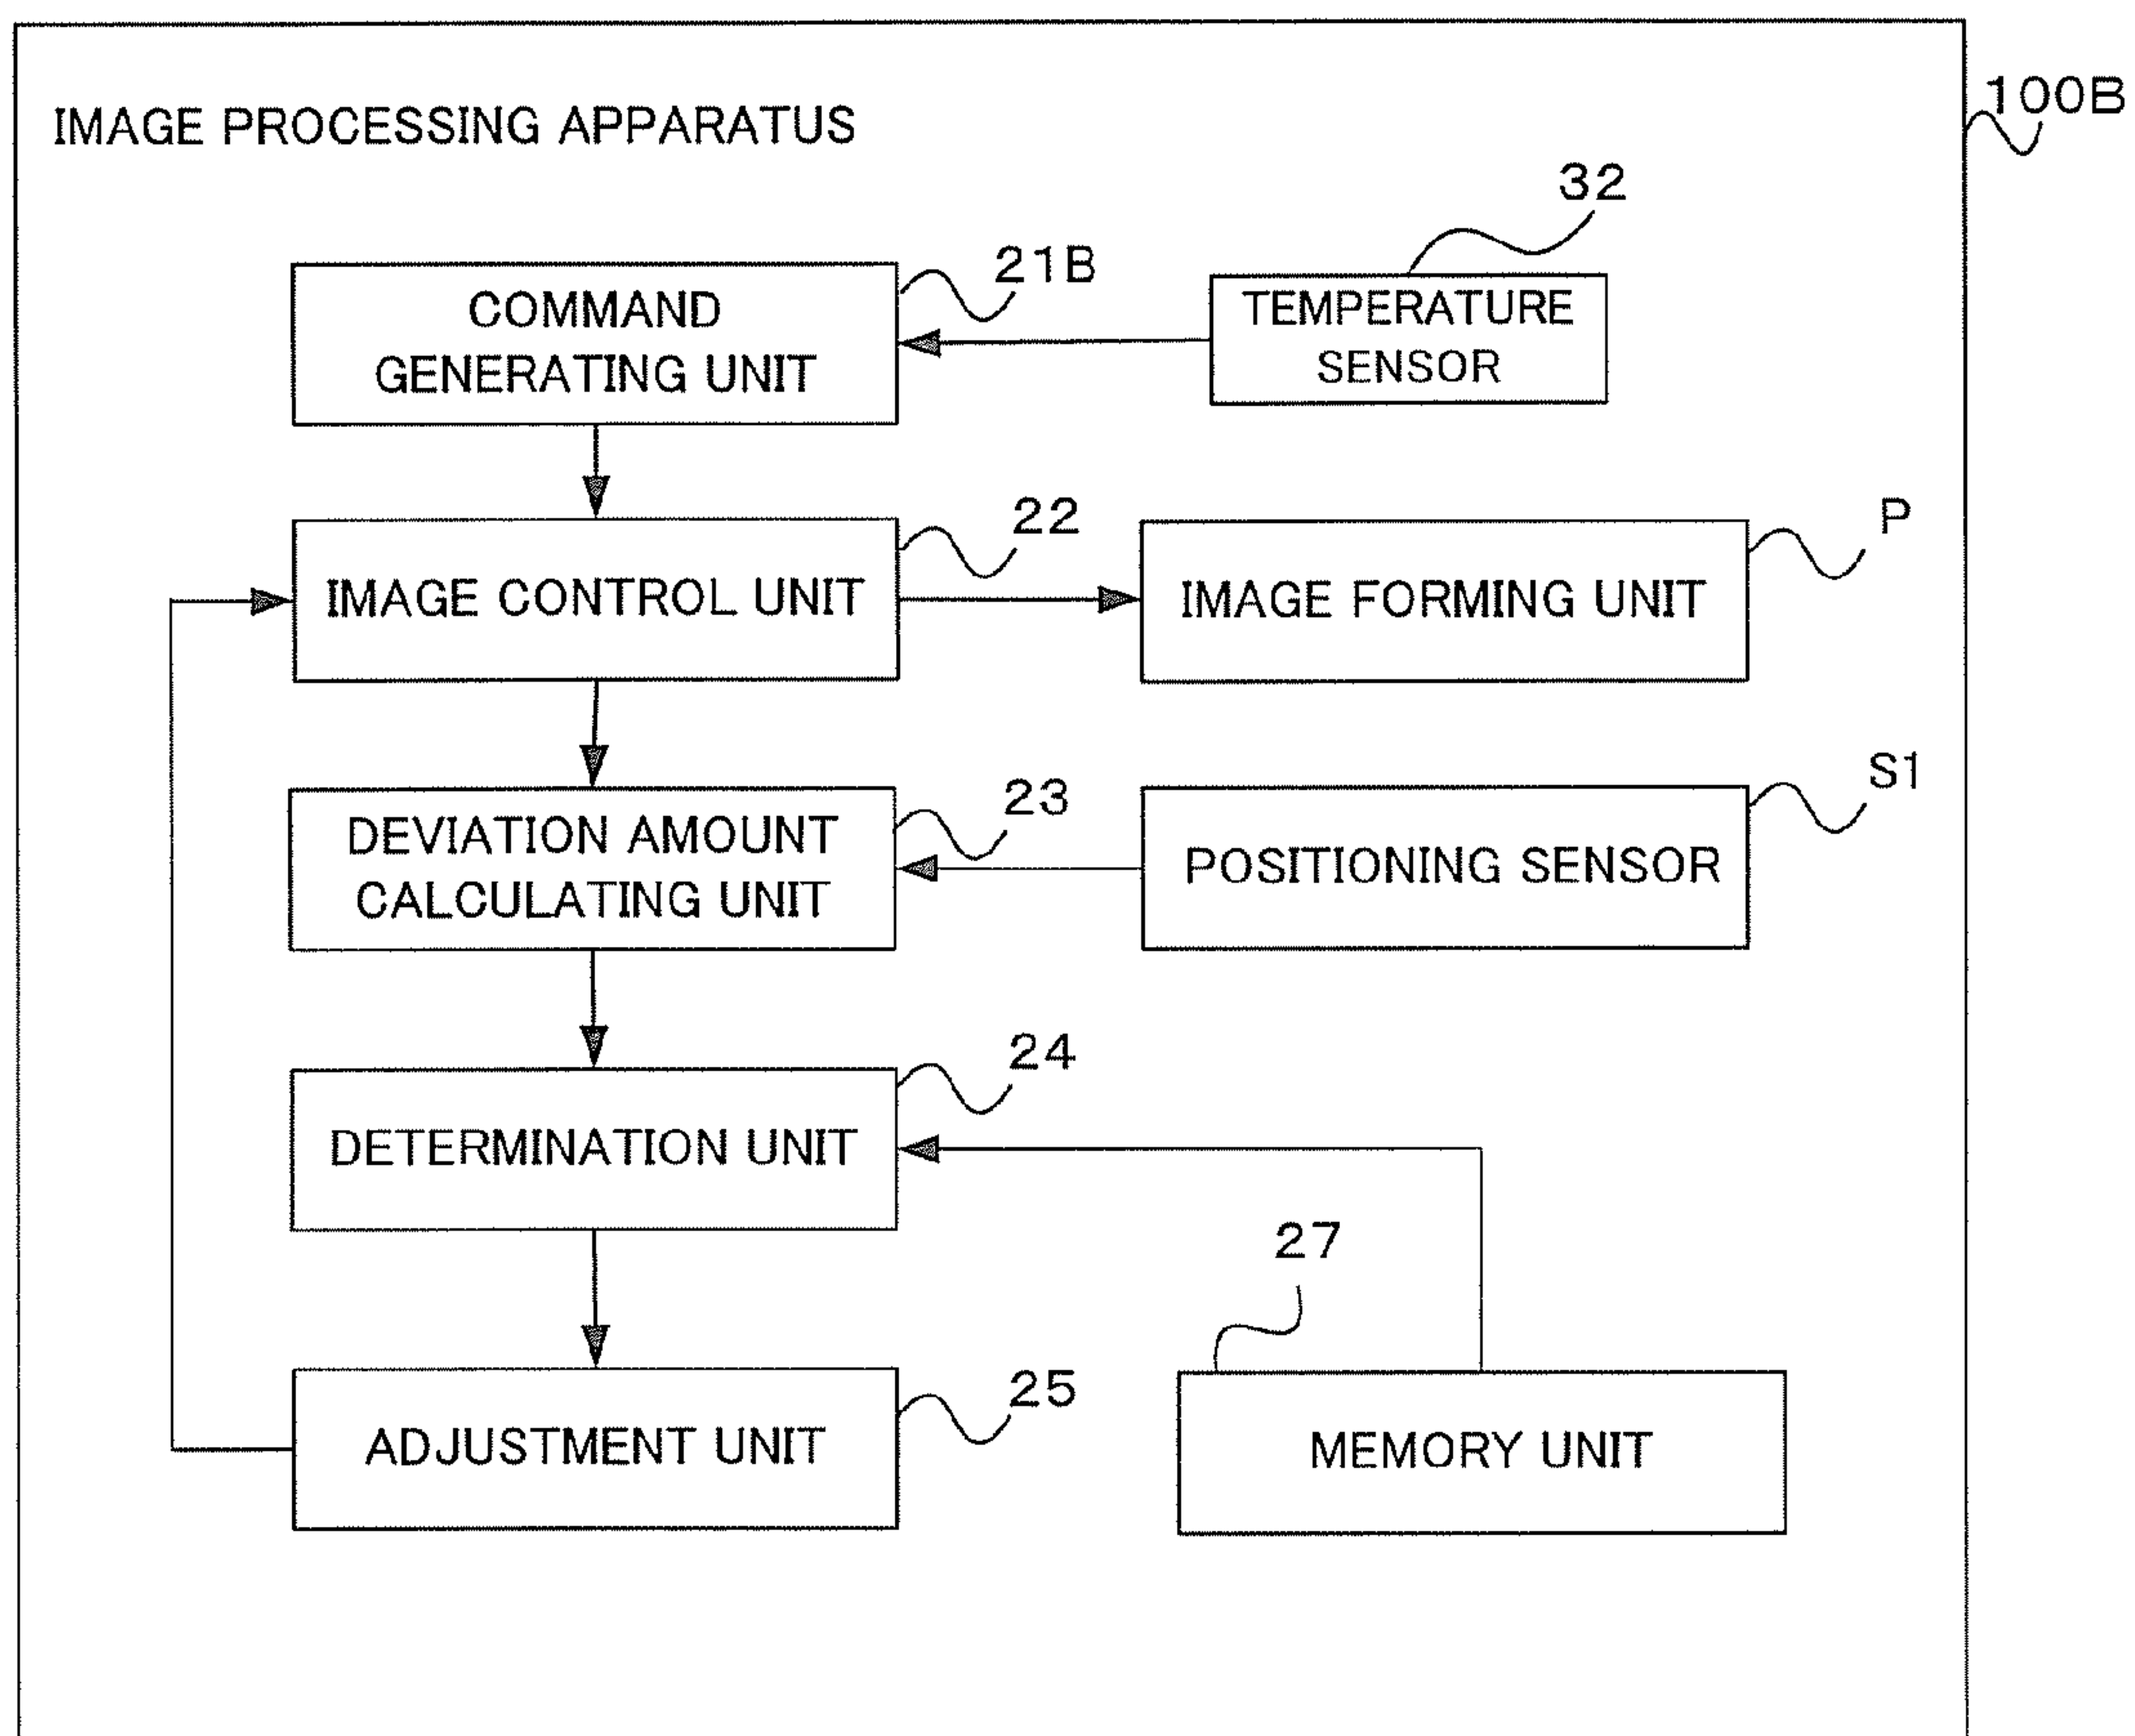 IMAGE PROCESSING APPARATUS
100B
32
21B
COMMAND
GENERATING UNIT
TEMPERATURE
SENSOR
22
P
IMAGE CONTROL UNIT
IMAGE FORMING UNIT
23
S1
DEVIATION AMOUNT
CALCULATING UNIT
POSITIONING SENSOR
24
DETERMINATION UNIT
27
25
ADJUSTMENT UNIT
MEMORY UNIT